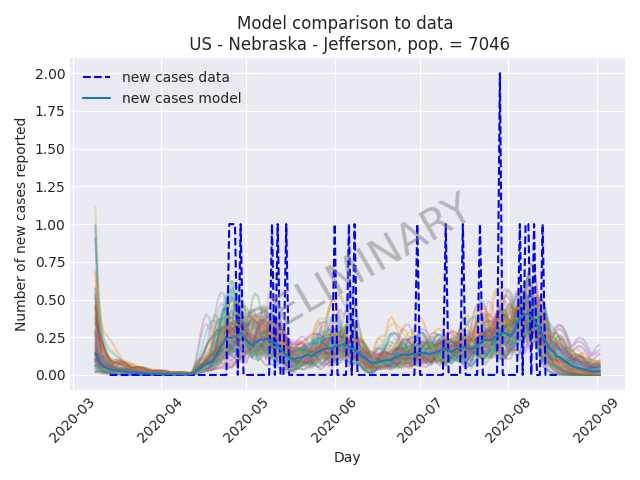 Model comparison to data
US - Nebraska - Jefferson, pop. = 7046
new cases data
new cases model
Number of new cases reported
2.00
1.75
1.50
1.25
1.00
0.75
0.50
0.25
0.00
2020-03
2020-04
2020-05
2020-06
2020-07
2020-08
2020-09
Day